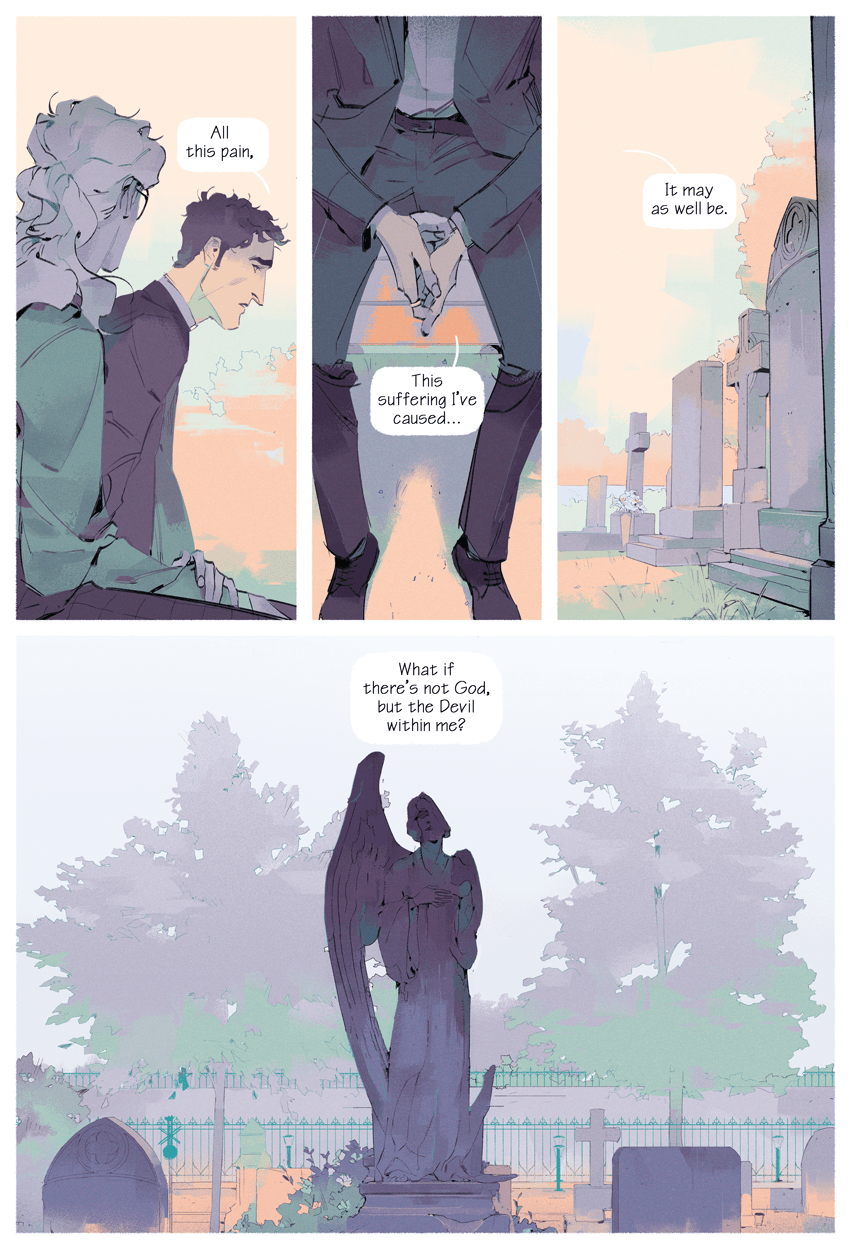 All
this pain,
This
suffering I've
caused...
It may
as well be.
What if
there's not God,
but the Devil
within me?